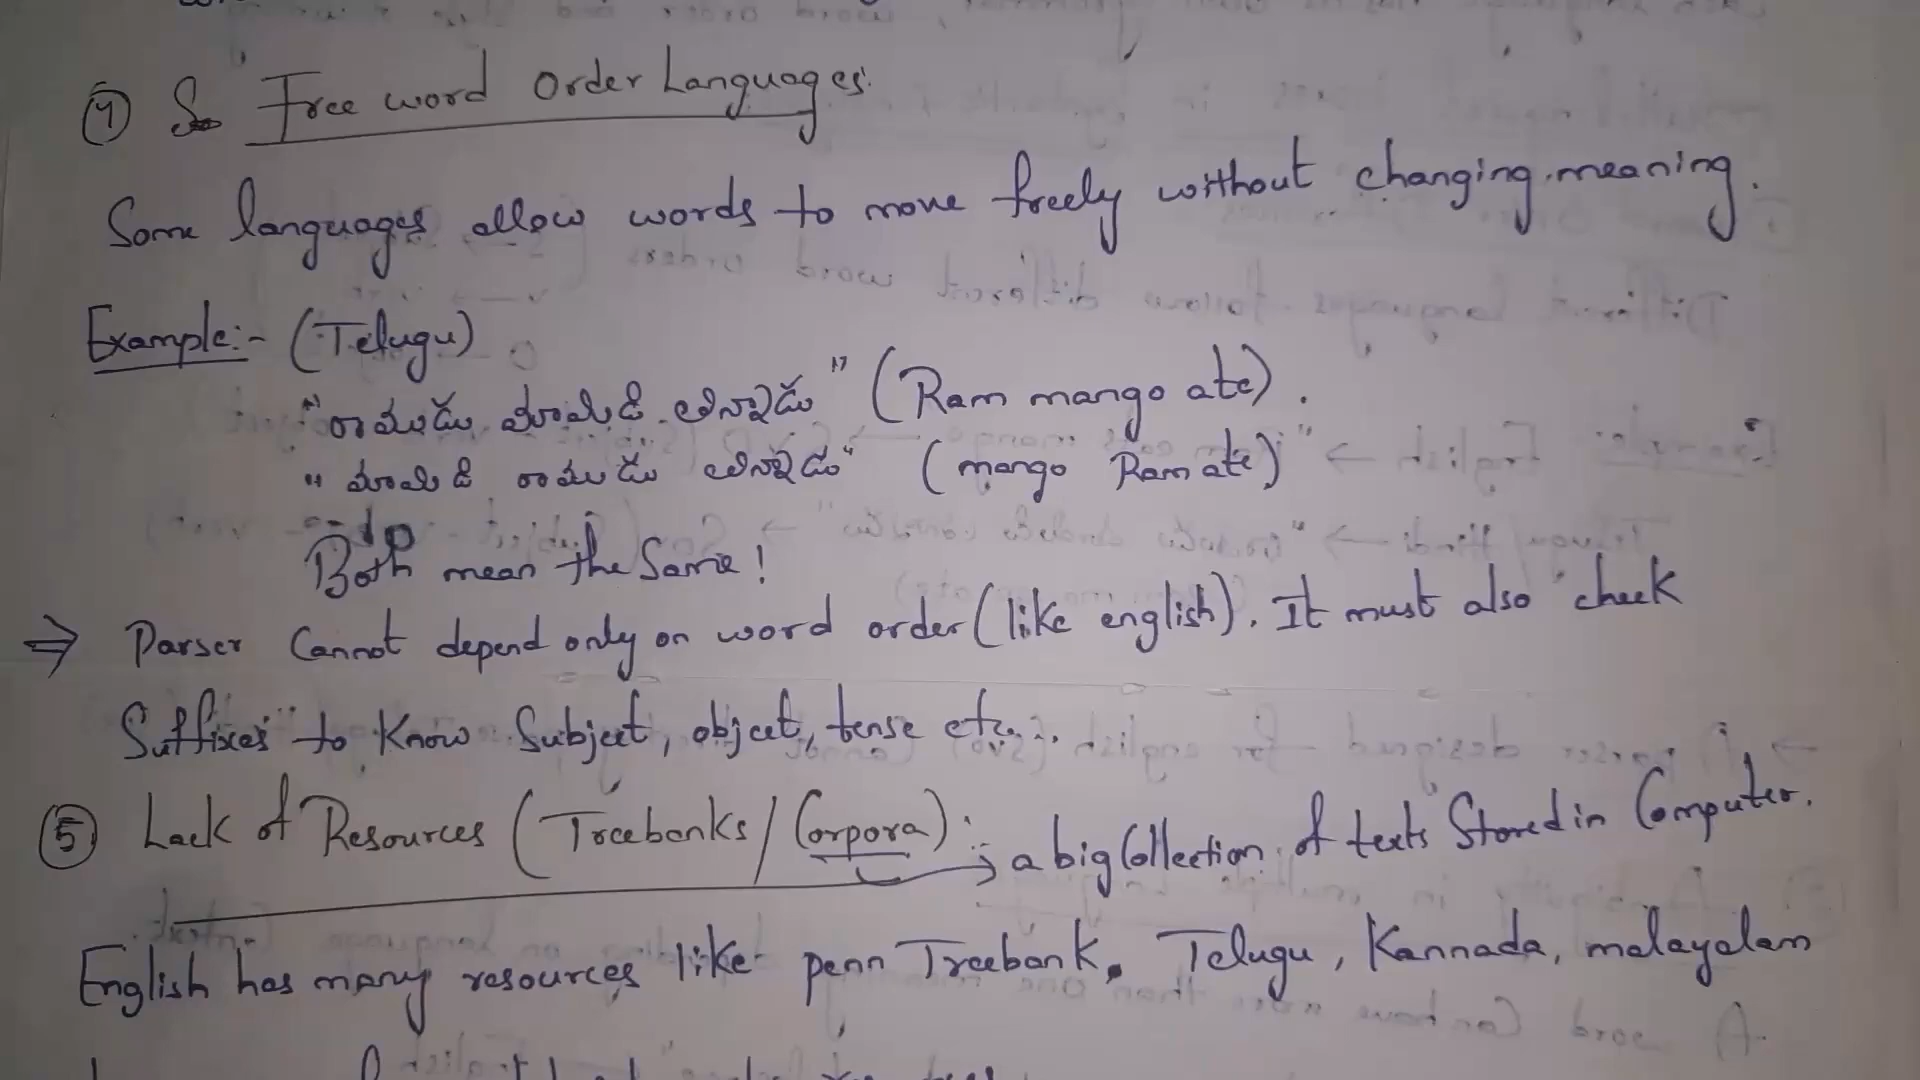 ④ Free word Order Languages:
Some languages allow words to move freely without changing meaning.
Example:- (Telugu)
"రాముడు మామిడి తిన్నాడు" (Ram mango ate).
"మామిడి రాముడు తిన్నాడు" (mango Ram ate)
Both mean the Same!
⇒ Parser Cannot depend only on word order (like english). It must also check
Suffixes to Know Subject, object, tense etc...
⑤ Lack of Resources (Treebanks/Corpora): → a big Collection of texts Stored in Computer.
English has many resources like penn Treebank. Telugu, Kannada, malayalam